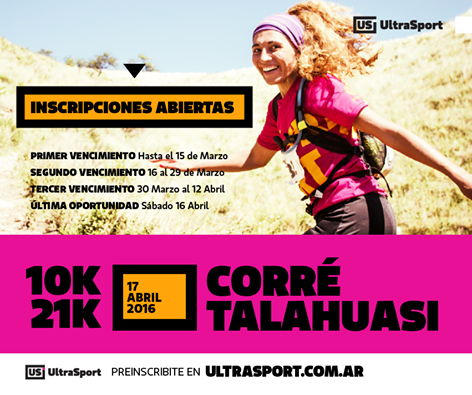 US UltraSport
INSCRIPCIONES ABIERTAS
PRIMER VENCIMIENTO Hasta el 15 de Marzo
SEGUNDO VENCIMIENTO 16 al 29 de Marzo
TERCER VENCIMIENTO 30 Marzo al 12 Abril
ÚLTIMA OPORTUNIDAD Sábado 16 Abril
10K
21K
17
ABRIL
2016
CORRÉ
TALAHUASI
US UltraSport PREINSCRIBITE EN ULTRASPORT.COM.AR